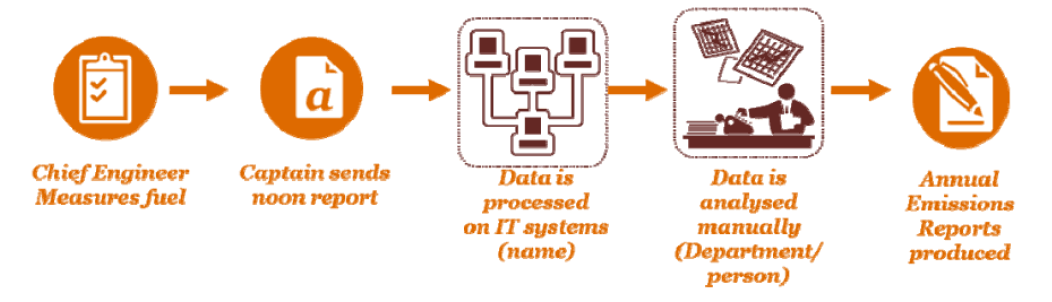 a
Chief Engineer
Measures fuel
Captain sends
noon report
Data is
processed
on IT systems
(name)
Data is
analysed
manually
(Department/
person)
Annual
Emissions
Reports
produced